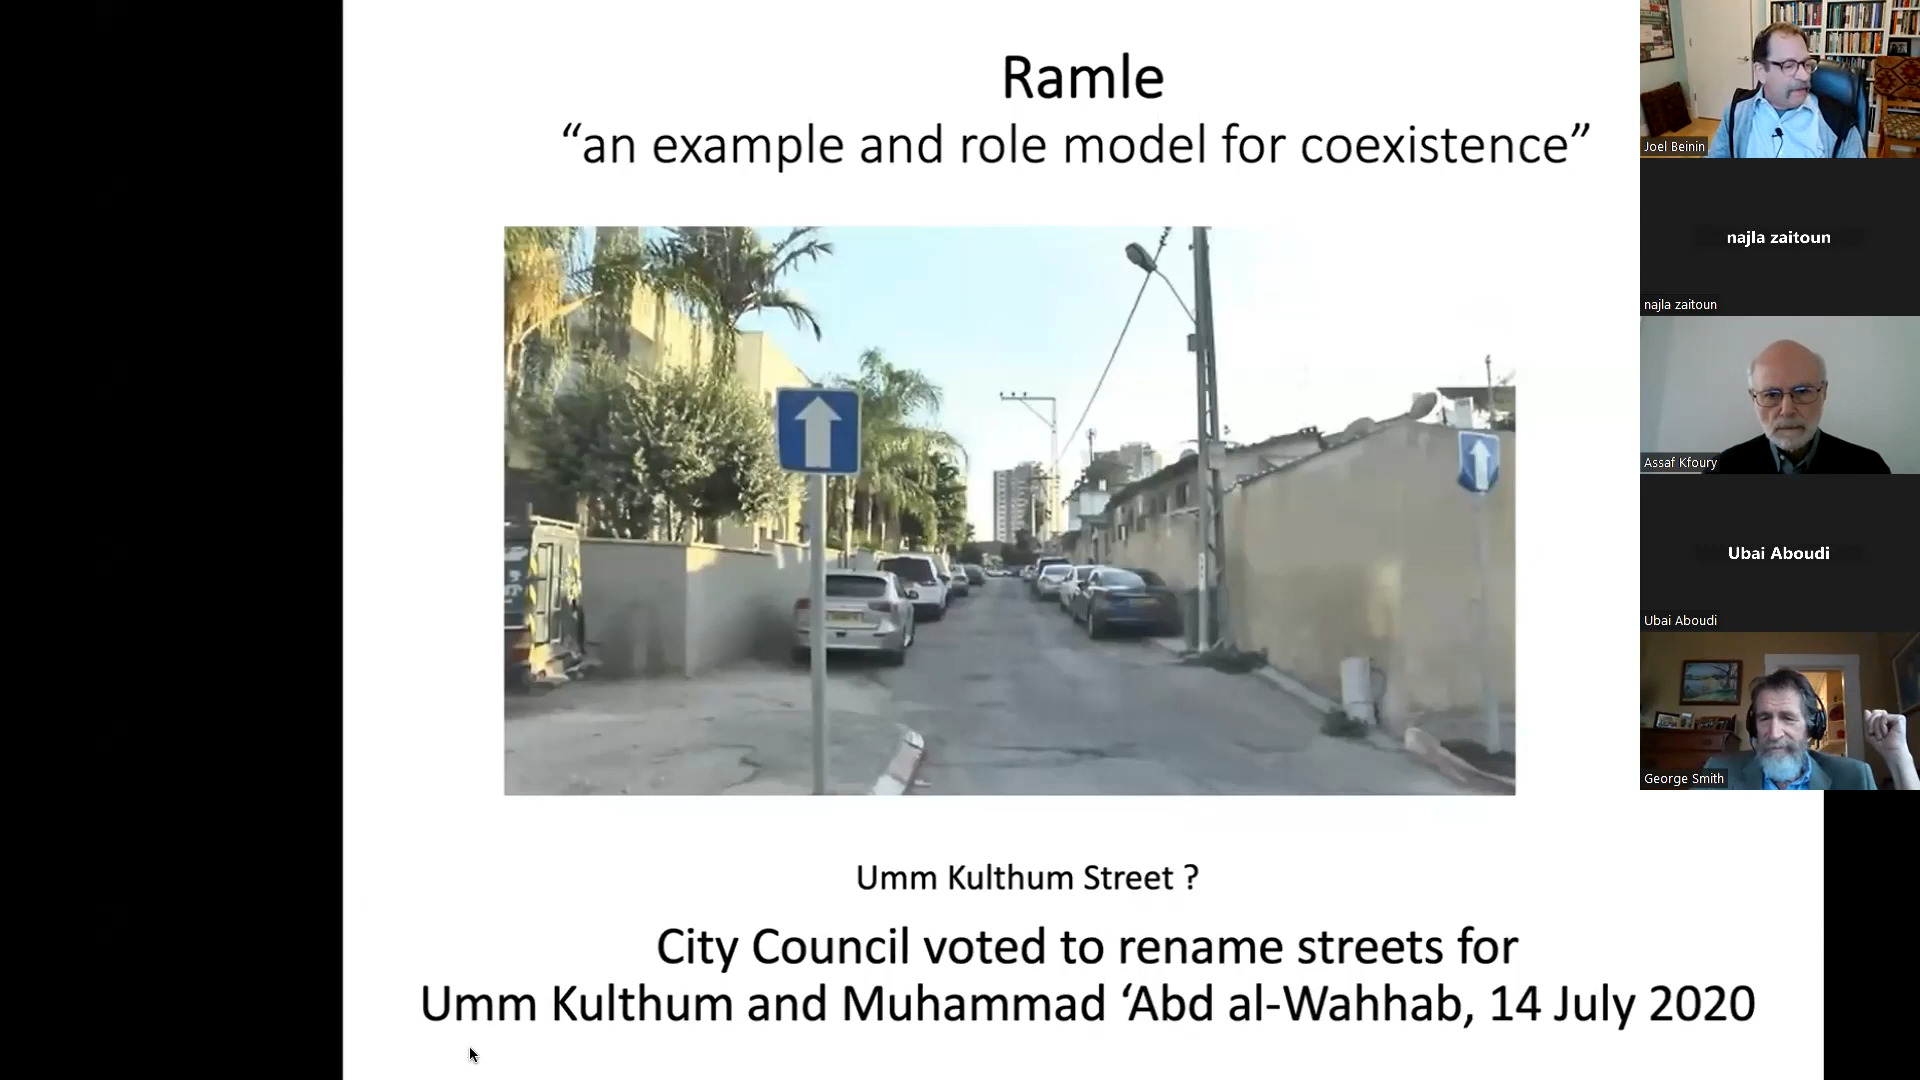 Ramle
“an example and role model for coexistence”
Umm Kulthum Street ?
City Council voted to rename streets for
Umm Kulthum and Muhammad ‘Abd al-Wahhab, 14 July 2020
Joel Beinin
najla zaitoun
najla zaitoun
Assaf Kfoury
Ubai Aboudi
Ubai Aboudi
George Smith